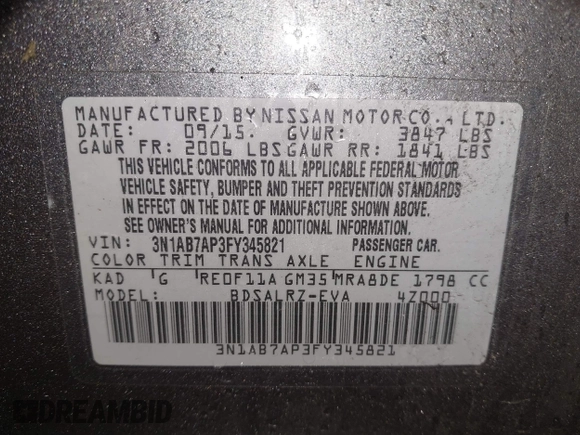 MANUFACTURED BY NISSAN MOTOR CO., LTD.
DATE: 09/15 GVWR: 3847 LBS
GAWR FR: 2006 LBS GAWR RR: 1841 LBS
THIS VEHICLE CONFORMS TO ALL APPLICABLE FEDERAL MOTOR
VEHICLE SAFETY, BUMPER AND THEFT PREVENTION STANDARDS
IN EFFECT ON THE DATE OF MANUFACTURE SHOWN ABOVE.
SEE OWNER'S MANUAL FOR ADDITIONAL INFORMATION.
VIN: 3N1AB7AP3FY345821 PASSENGER CAR.
COLOR TRIM TRANS AXLE ENGINE
KAD G RE0F11A GM35 MRA8DE 1798 CC
MODEL: BDSALRZ-EVA 4Z000
3N1AB7AP3FY345821
DREAMBID